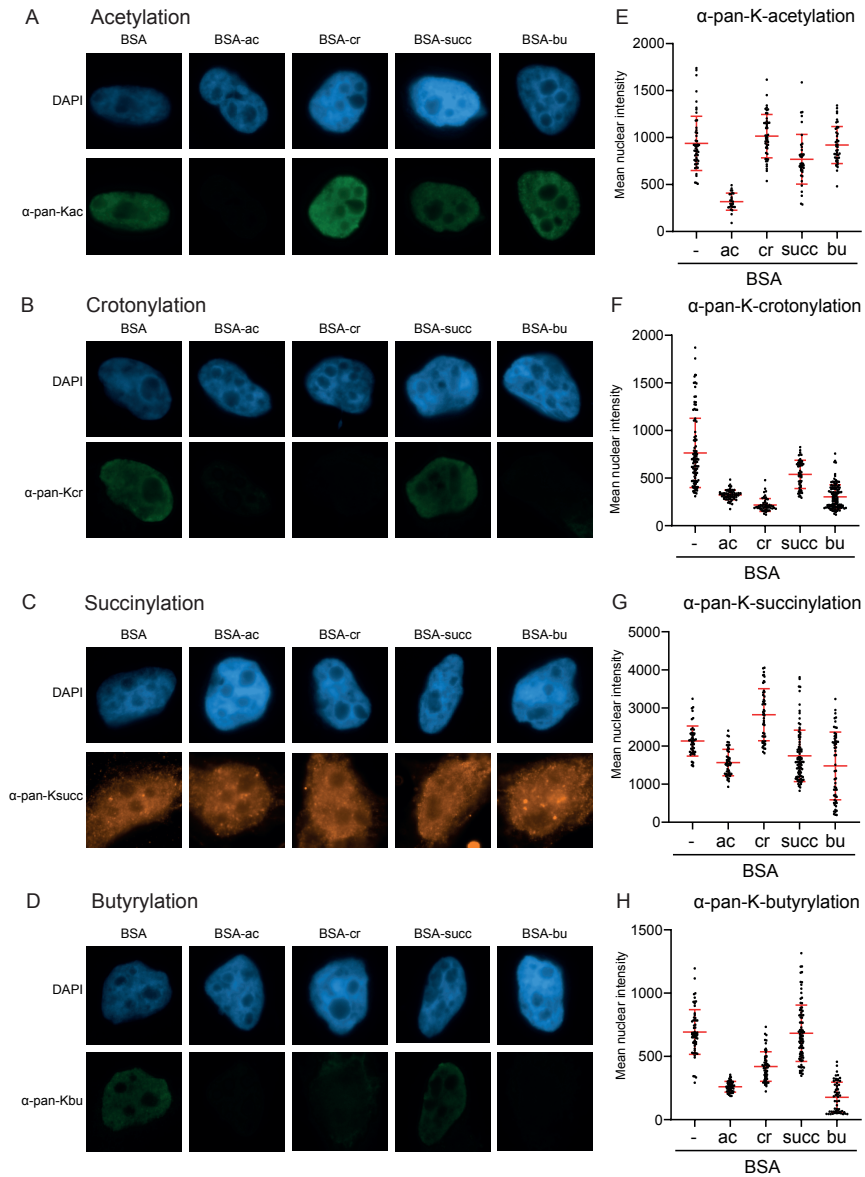 A Acetylation
BSA BSA-ac BSA-cr BSA-succ BSA-bu
DAPI
α-pan-Kac
E α-pan-K-acetylation
Mean nuclear intensity
2000
1500
1000
500
0
- ac cr succ bu
BSA
B Crotonylation
BSA BSA-ac BSA-cr BSA-succ BSA-bu
DAPI
α-pan-Kcr
F α-pan-K-crotonylation
Mean nuclear intensity
2000
1500
1000
500
0
- ac cr succ bu
BSA
C Succinylation
BSA BSA-ac BSA-cr BSA-succ BSA-bu
DAPI
α-pan-Ksucc
G α-pan-K-succinylation
Mean nuclear intensity
5000
4000
3000
2000
1000
0
- ac cr succ bu
BSA
D Butyrylation
BSA BSA-ac BSA-cr BSA-succ BSA-bu
DAPI
α-pan-Kbu
H α-pan-K-butyrylation
Mean nuclear intensity
1500
1000
500
0
- ac cr succ bu
BSA